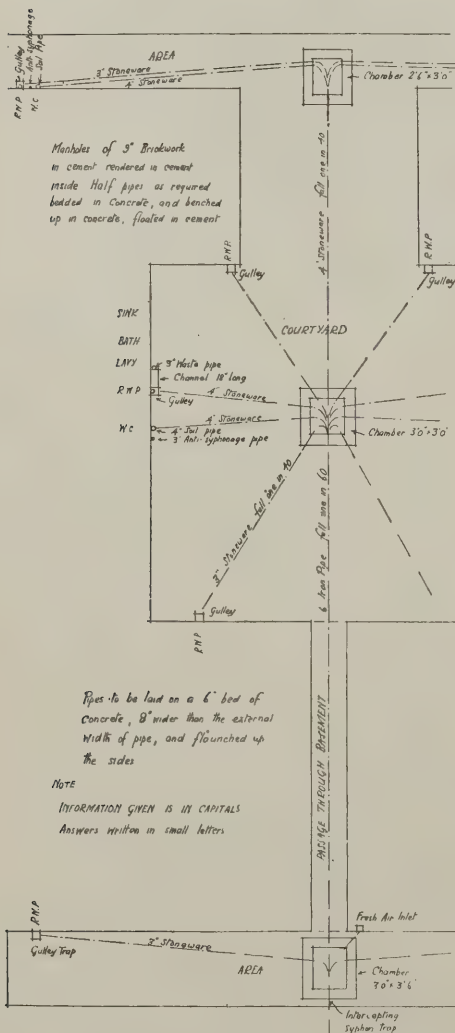 Gulley
Anti-syphonage
Soil Pipe
R.W.P
W.C
AREA
3" Stoneware
4" Stoneware
Chamber 2'6" + 3'0"
Manholes of 9" Brickwork
in cement rendered in cement
inside Half pipes as required
bedded in Concrete, and benched
up in concrete, floated in cement
4" Stoneware fall one in 40
R.W.P
Gulley
R.W.P
Gulley
COURTYARD
SINK
BATH
LAVY
3" Waste pipe
Channel 18" long
R.W.P
4" Stoneware
Gulley
4" Stoneware
W.C
4" Soil pipe
3" Anti-syphonage pipe
Chamber 3'0" + 3'0"
3" Stoneware fall one in 40
6" Iron Pipe fall one in 60
Gulley
R.W.P
Pipes to be laid on a 6" bed of
Concrete, 8" wider than the external
width of pipe, and flaunched up
the sides
NOTE
INFORMATION GIVEN IS IN CAPITALS
Answers written in small letters
PASSAGE THROUGH BASEMENT
R.W.P
Gulley Trap
3" Stoneware
AREA
Fresh Air Inlet
Chamber
3'0" + 3'6"
Intercepting
Syphon Trap